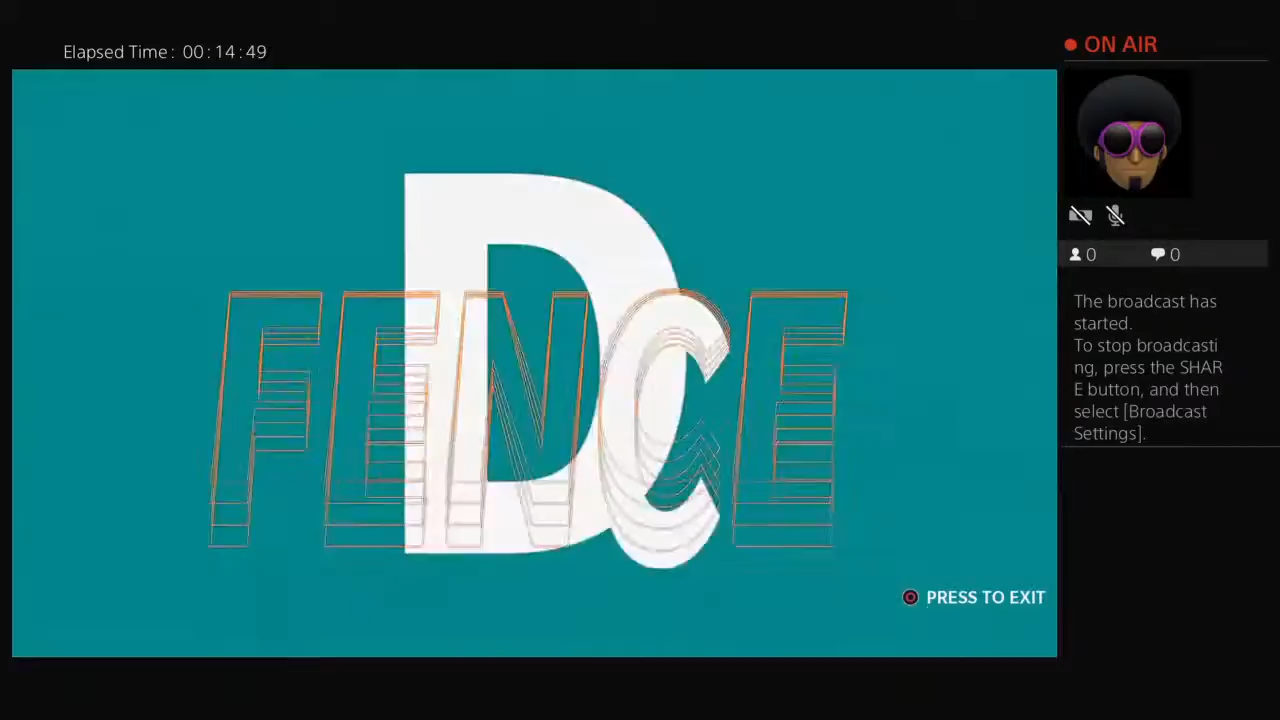 Elapsed Time: 00:14:49
ON AIR
D
FENCE
0 0
The broadcast has
started.
To stop broadcasti
ng, press the SHAR
E button, and then
select [Broadcast
Settings].
PRESS TO EXIT